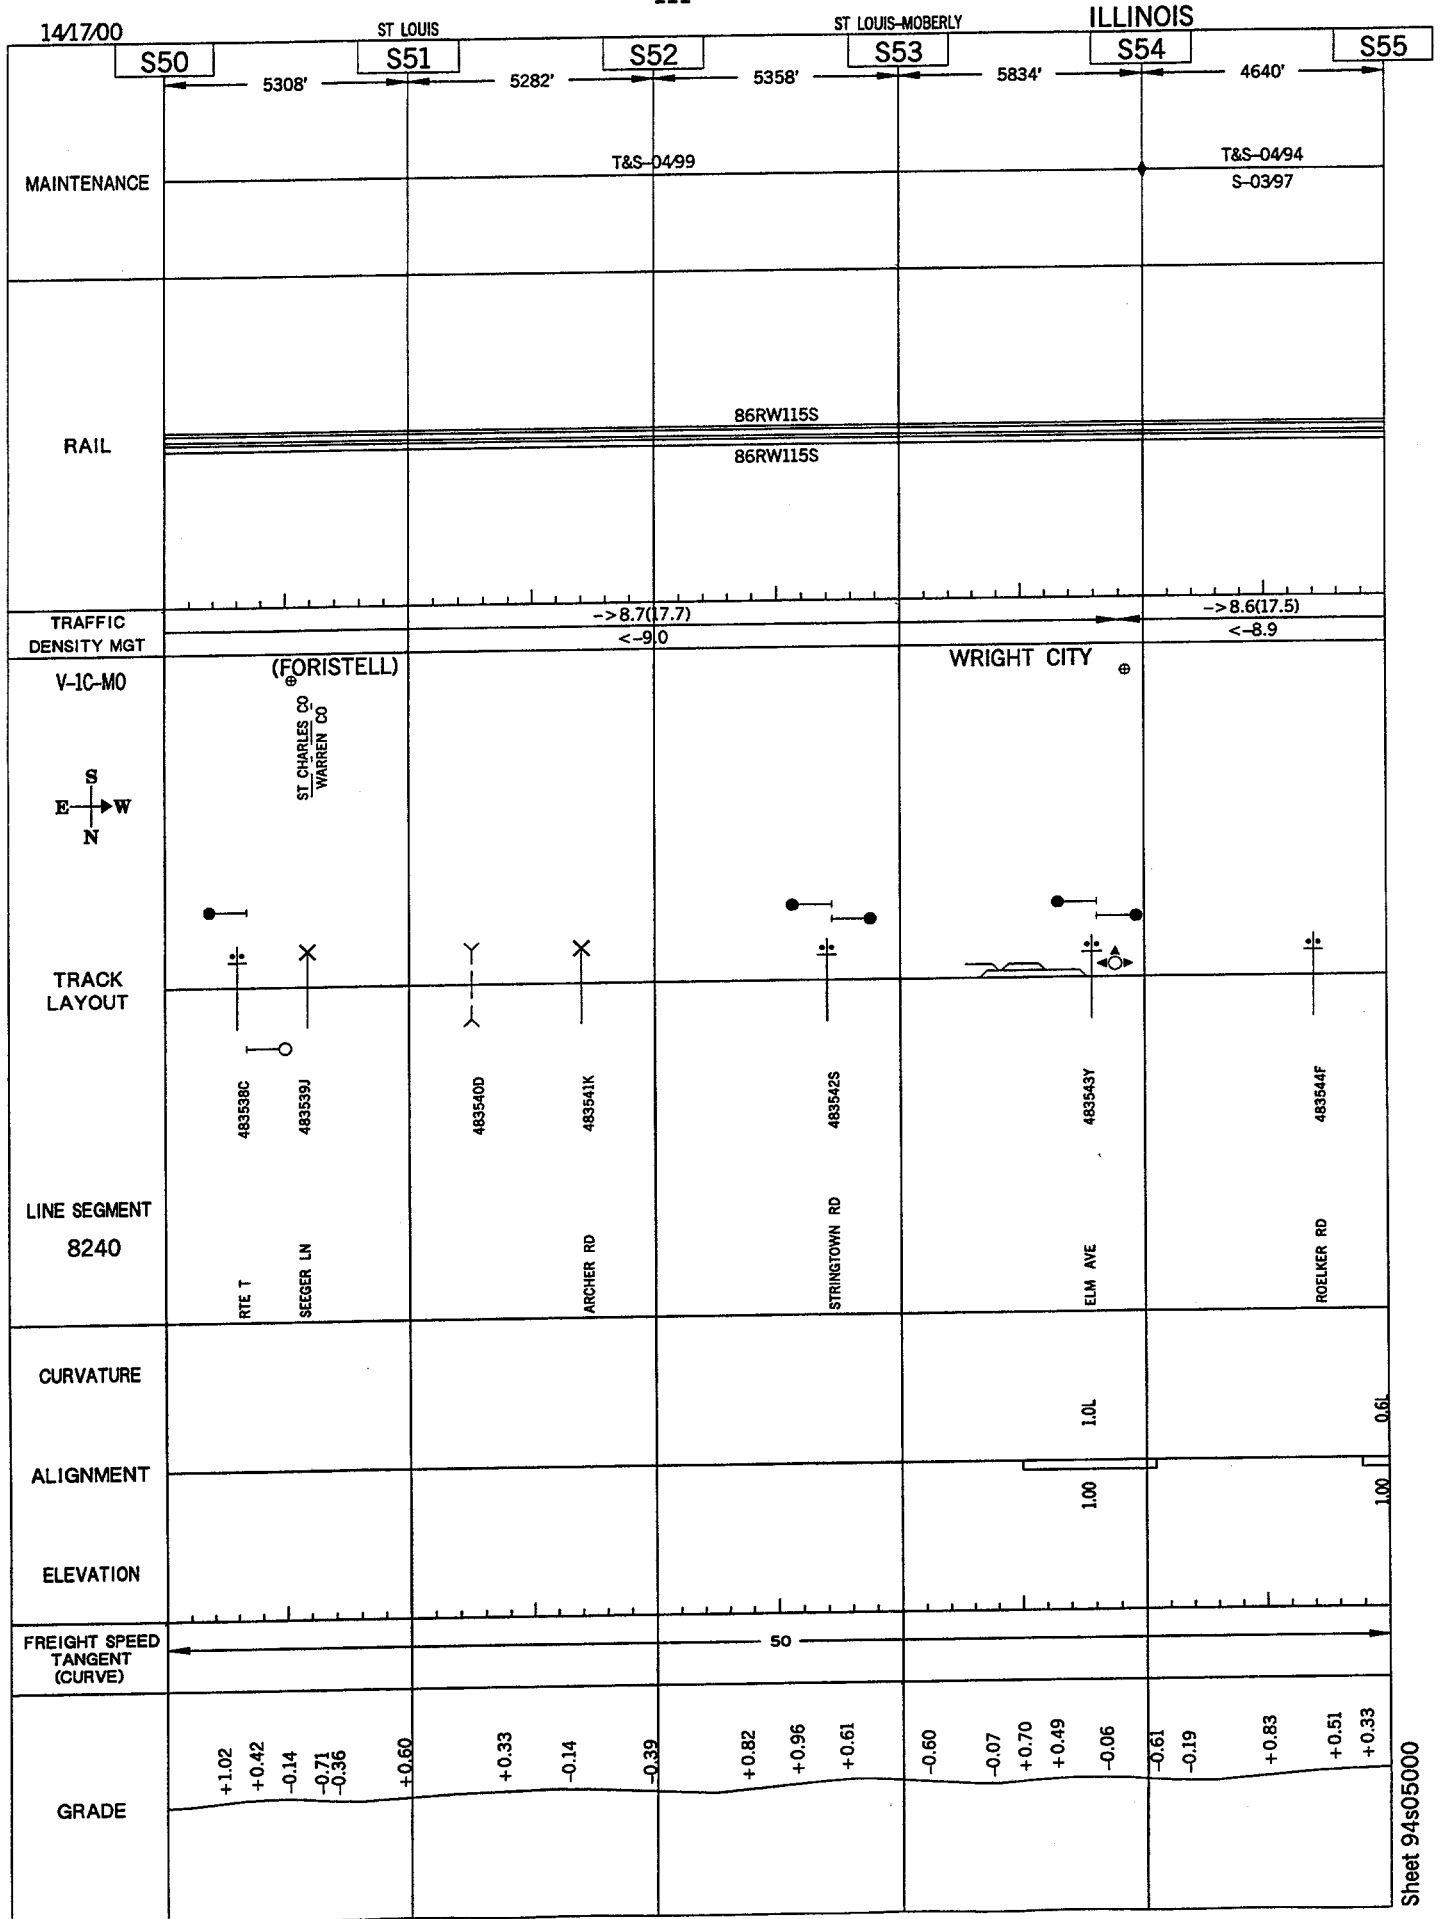 14/17/00
ST LOUIS
ST LOUIS-MOBERLY
ILLINOIS
S50
S51
S52
S53
S54
S55
5308'
5282'
5358'
5834'
4640'
MAINTENANCE
T&S-04/99
T&S-04/94
S-03/97
RAIL
86RW115S
86RW115S
TRAFFIC
DENSITY MGT
->8.7(17.7)
<-9.0
->8.6(17.5)
<-8.9
V-1C-MO
(FORISTELL)
WRIGHT CITY
ST CHARLES CO
WARREN CO
S
E W
N
TRACK
LAYOUT
483538C
483539J
483540D
483541K
483542S
483543Y
483544F
LINE SEGMENT
8240
RTE T
SEEGER LN
ARCHER RD
STRINGTOWN RD
ELM AVE
ROELKER RD
CURVATURE
1.0L
0.6L
ALIGNMENT
1.00
1.00
ELEVATION
FREIGHT SPEED
TANGENT
(CURVE)
50
GRADE
+1.02
+0.42
-0.14
-0.71
-0.36
+0.60
+0.33
-0.14
-0.39
+0.82
+0.96
+0.61
-0.60
-0.07
+0.70
+0.49
-0.06
-0.61
-0.19
+0.83
+0.51
+0.33
Sheet 94s05000